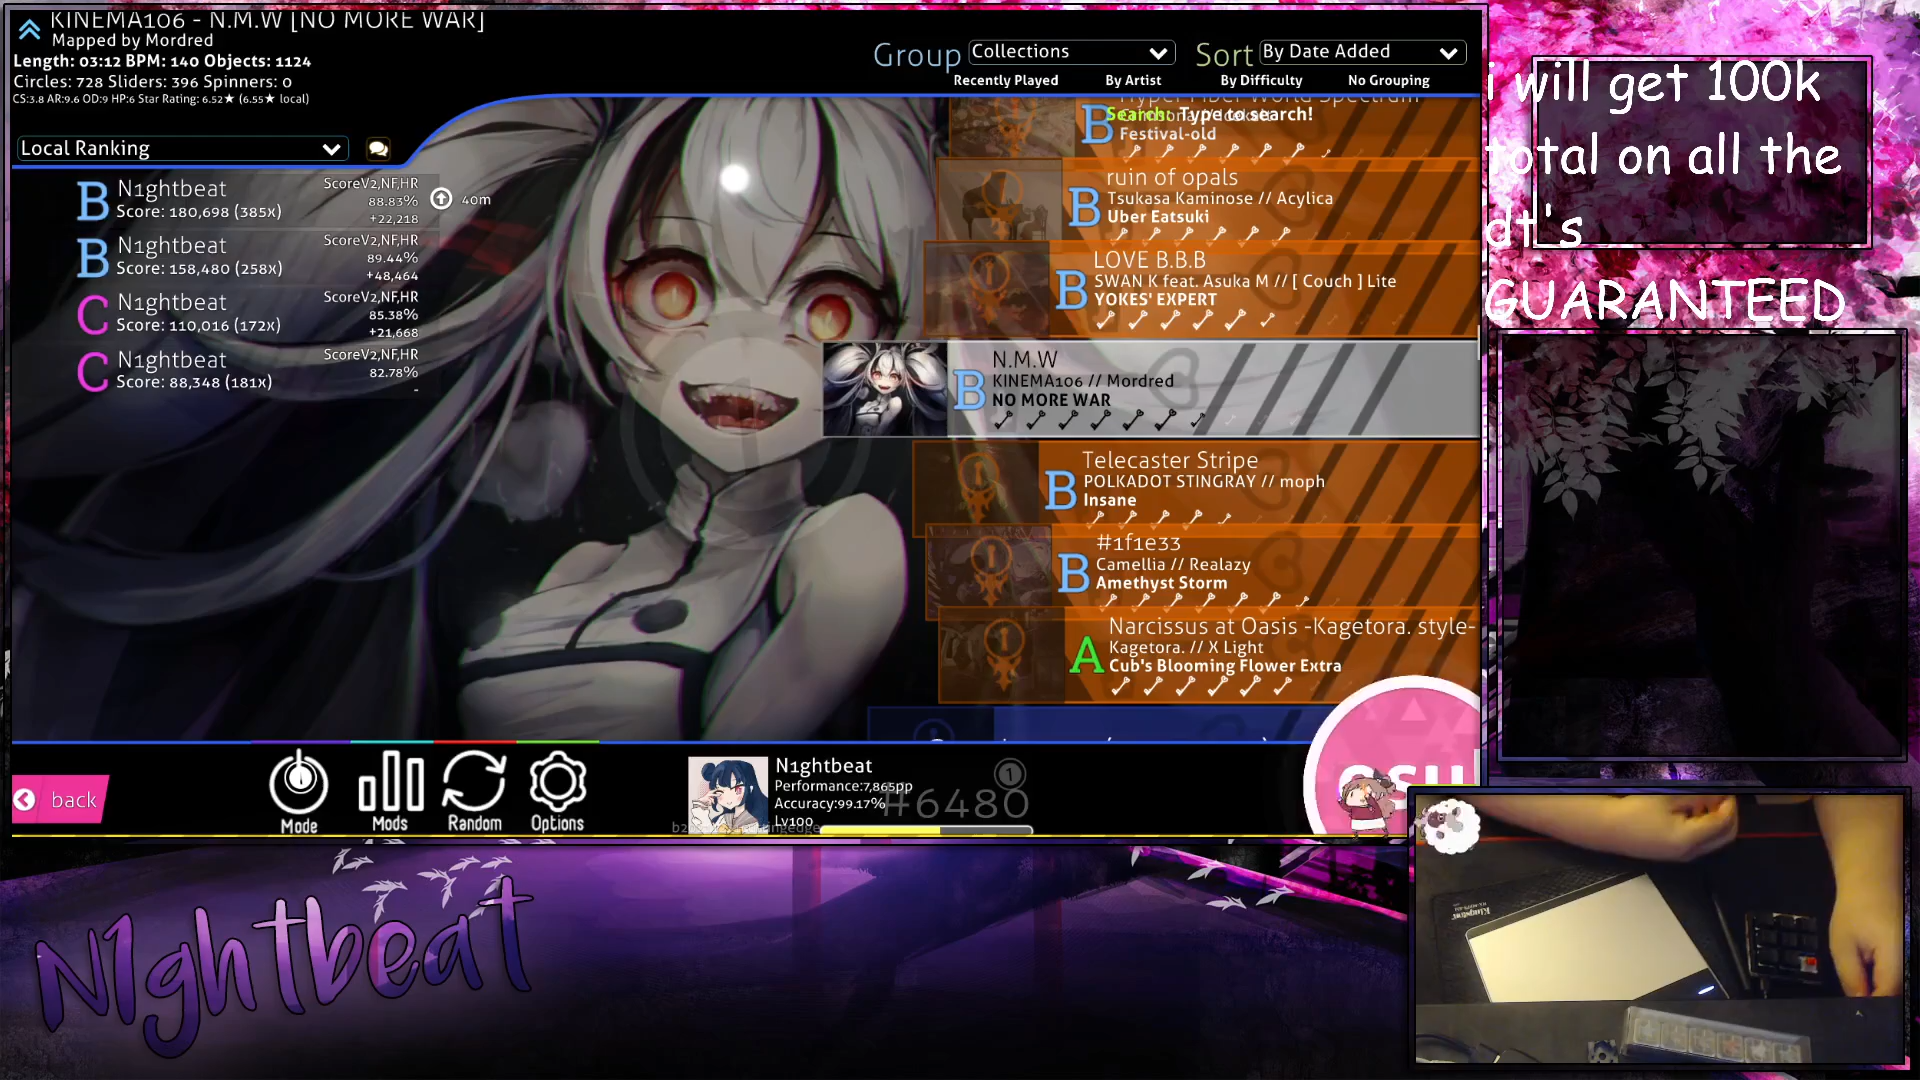 KINEMA106 - N.M.W [NO MORE WAR]
Mapped by Mordred
Length: 03:12 BPM: 140 Objects: 1124
Circles: 728 Sliders: 396 Spinners: 0
CS:3.8 AR:9.6 OD:9 HP:6 Star Rating: 6.52★ (6.55★ local)
Group Collections
Sort By Date Added
Recently Played By Artist By Difficulty No Grouping
Local Ranking
B N1ghtbeat ScoreV2,NF,HR
Score: 180,698 (385x) 88.83%
+22,218
40m
B N1ghtbeat ScoreV2,NF,HR
Score: 158,480 (258x) 89.44%
+48,464
C N1ghtbeat ScoreV2,NF,HR
Score: 110,016 (172x) 85.38%
+21,668
C N1ghtbeat ScoreV2,NF,HR
Score: 88,348 (181x) 82.78%
-
Hyper Fiber World Spectrum
Search: Type to search!
B Festival-old
ruin of opals
B Tsukasa Kaminose // Acylica
Uber Eatsuki
LOVE B.B.B
B SWAN K feat. Asuka M // [ Couch ] Lite
YOKES' EXPERT
N.M.W
B KINEMA106 // Mordred
NO MORE WAR
Telecaster Stripe
B POLKADOT STINGRAY // moph
Insane
#1f1e33
B Camellia // Realazy
Amethyst Storm
Narcissus at Oasis -Kagetora. style-
A Kagetora. // X Light
Cub's Blooming Flower Extra
back
Mode
Mods
Random
Options
N1ghtbeat
Performance:7,865pp
Accuracy:99.17%
Lv100
#6480
osu
i will get 100k
total on all the
dt's
GUARANTEED
N1ghtbeat
Kingston